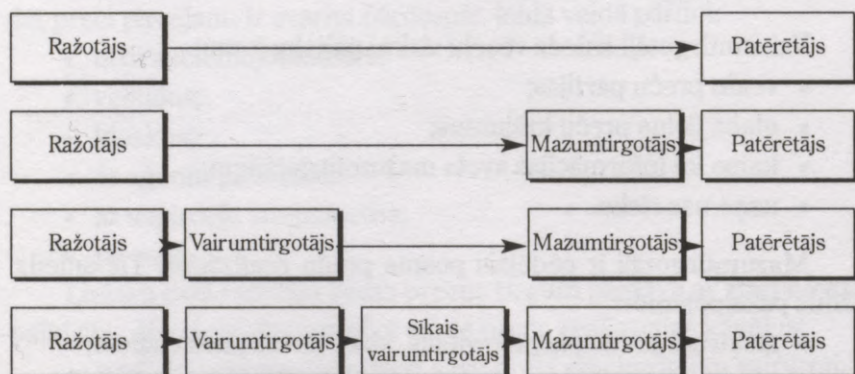 Ražotājs Patērētājs
Ražotājs Mazumtirgotājs Patērētājs
Ražotājs Vairumtirgotājs Mazumtirgotājs Patērētājs
Ražotājs Vairumtirgotājs Sīkais vairumtirgotājs Mazumtirgotājs Patērētājs